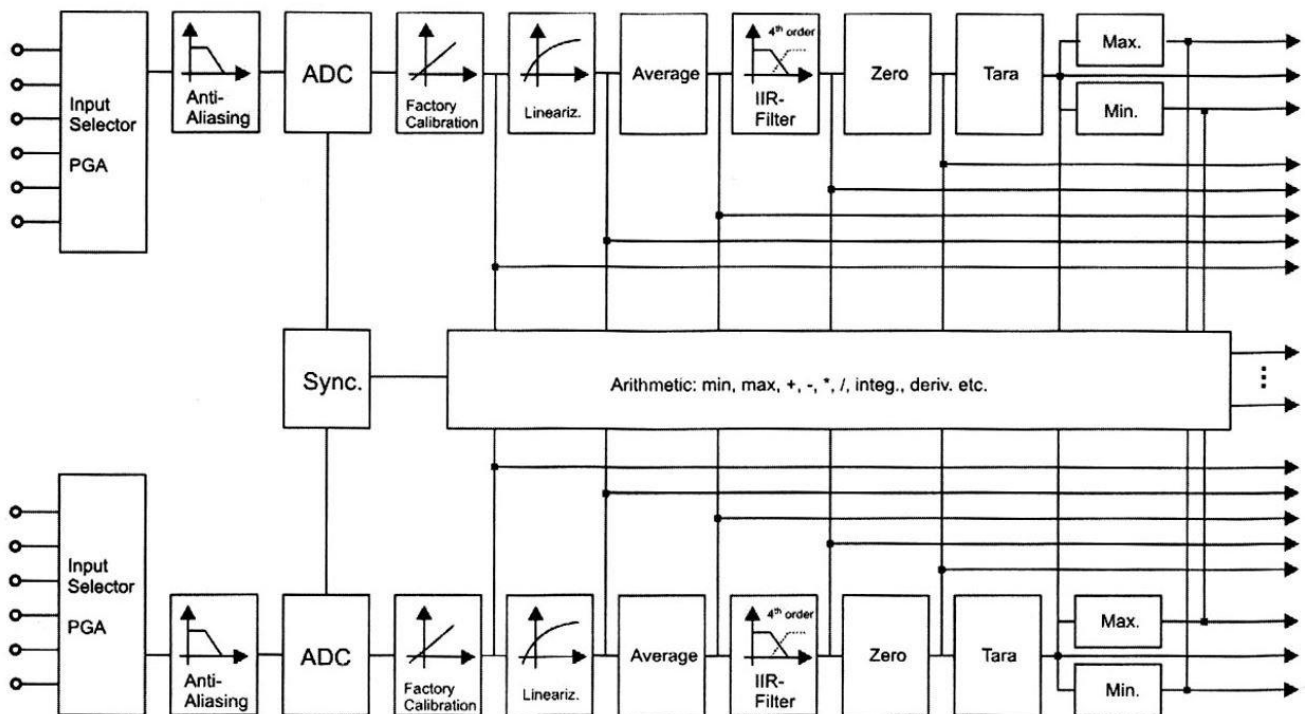 Input
Selector
PGA
Anti-
Aliasing
ADC
Factory
Calibration
Lineariz.
Average
4th order
IIR-
Filter
Zero
Tara
Max.
Min.
Sync.
Arithmetic: min, max, +, -, *, /, integ., deriv. etc.
Input
Selector
PGA
Anti-
Aliasing
ADC
Factory
Calibration
Lineariz.
Average
4th order
IIR-
Filter
Zero
Tara
Max.
Min.